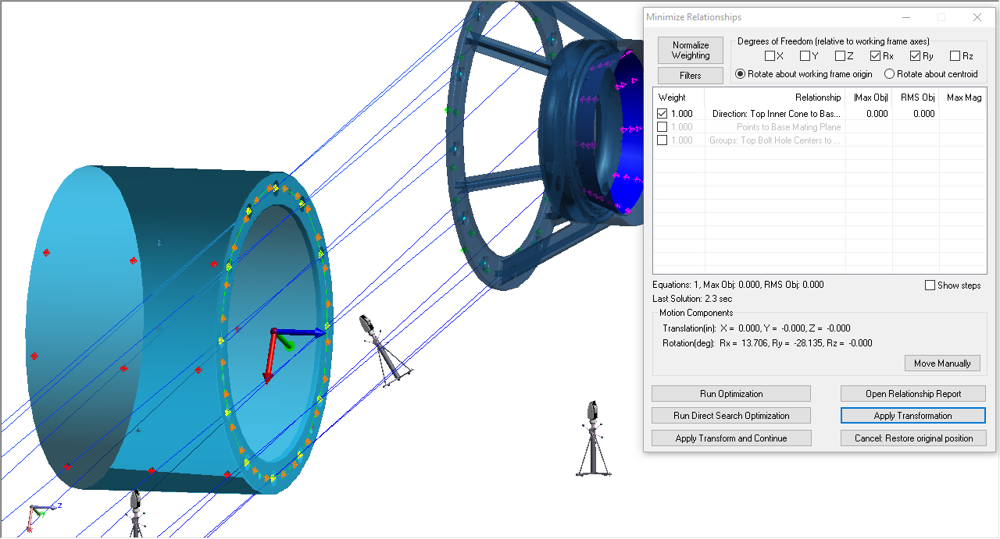 Minimize Relationships
Normalize
Weighting
Filters
Degrees of Freedom (relative to working frame axes)
X Y Z Rx Ry Rz
Rotate about working frame origin Rotate about centroid
Weight Relationship |Max Obj| RMS Obj Max Mag
1.000 Direction: Top Inner Cone to Bas... 0.000 0.000
1.000 Points to Base Mating Plane
1.000 Groups: Top Bolt Hole Centers to ...
Equations: 1, Max Obj: 0.000, RMS Obj: 0.000
Show steps
Last Solution: 2.3 sec
Motion Components
Translation(in): X = 0.000, Y = -0.000, Z = -0.000
Rotation(deg): Rx = 13.706, Ry = -28.135, Rz = -0.000
Move Manually
Run Optimization
Open Relationship Report
Run Direct Search Optimization
Apply Transformation
Apply Transform and Continue
Cancel: Restore original position
Z
Y
X